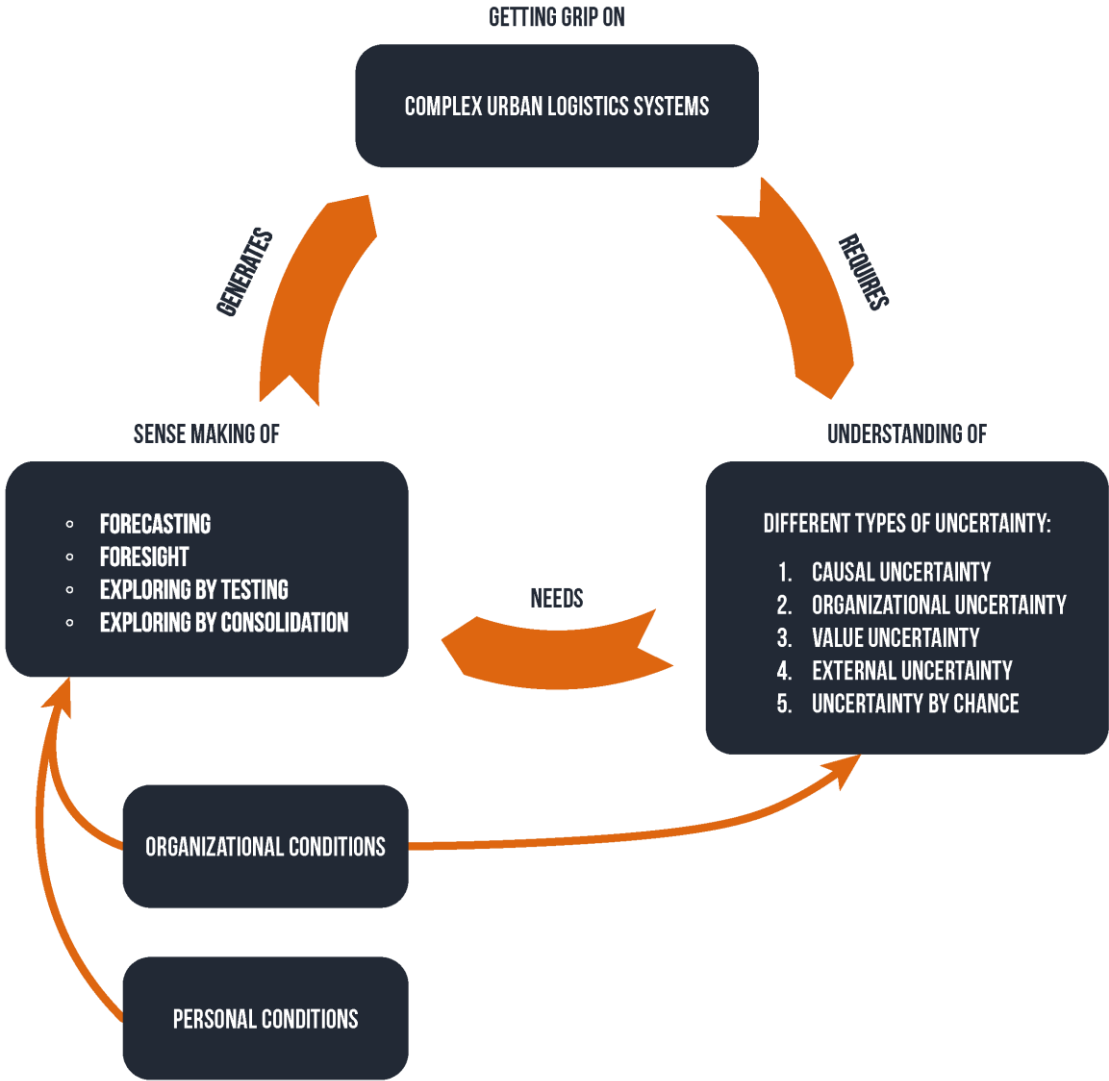 GETTING GRIP ON
COMPLEX URBAN LOGISTICS SYSTEMS
GENERATES
REQUIRES
SENSE MAKING OF
FORECASTING
FORESIGHT
EXPLORING BY TESTING
EXPLORING BY CONSOLIDATION
NEEDS
UNDERSTANDING OF
DIFFERENT TYPES OF UNCERTAINTY:
1. CAUSAL UNCERTAINTY
2. ORGANIZATIONAL UNCERTAINTY
3. VALUE UNCERTAINTY
4. EXTERNAL UNCERTAINTY
5. UNCERTAINTY BY CHANCE
ORGANIZATIONAL CONDITIONS
PERSONAL CONDITIONS